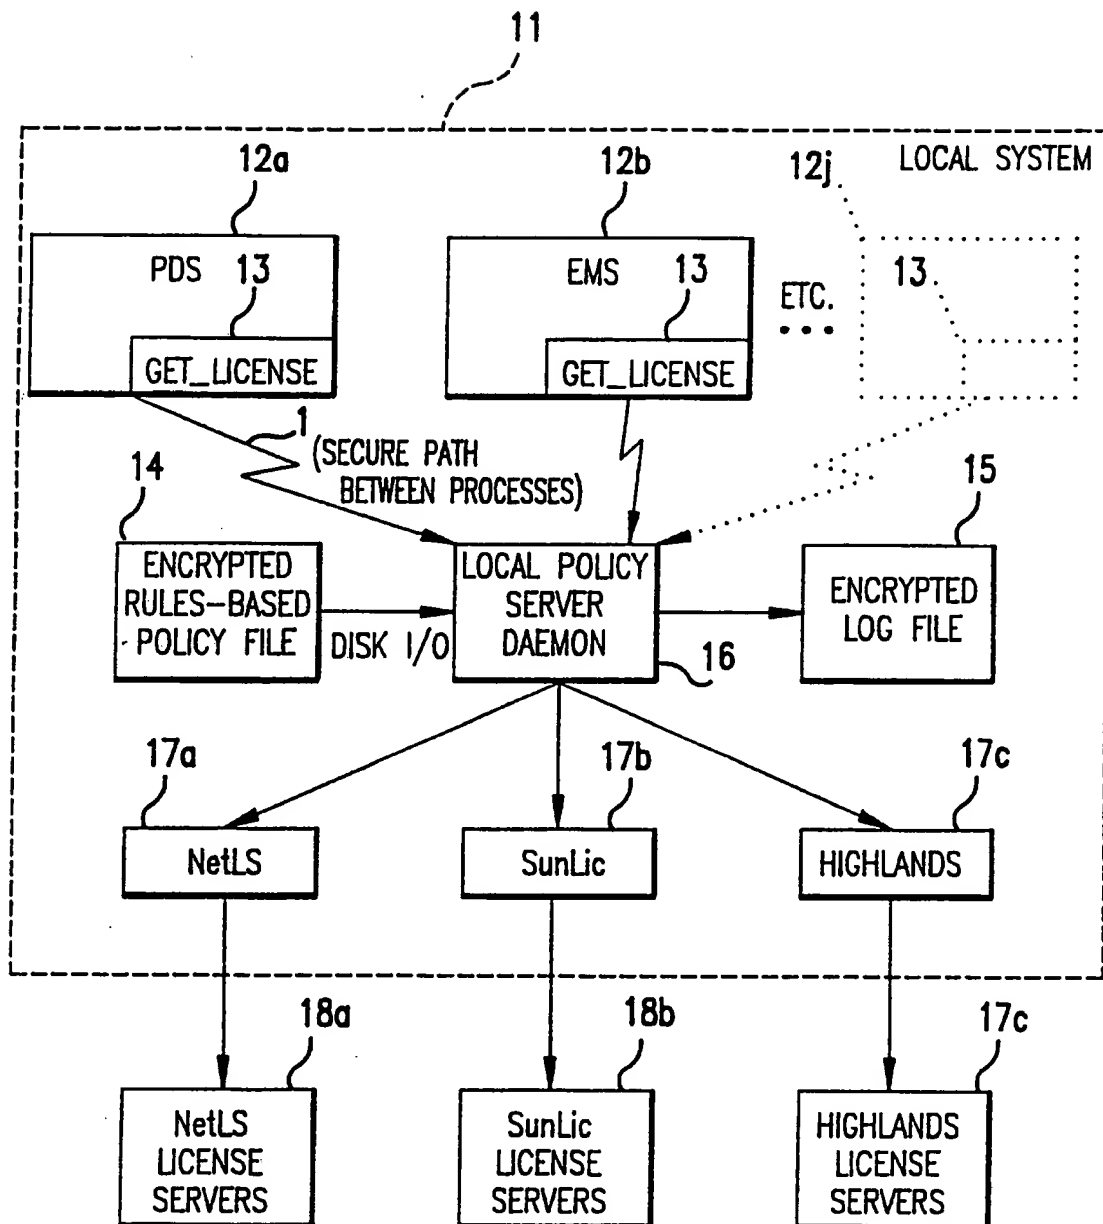 11
12a
12b
12j
LOCAL SYSTEM
PDS
13
EMS
13
13
ETC.
GET_LICENSE
GET_LICENSE
1
(SECURE PATH
BETWEEN PROCESSES)
14
15
ENCRYPTED
RULES-BASED
POLICY FILE
DISK I/O
LOCAL POLICY
SERVER
DAEMON
16
ENCRYPTED
LOG FILE
17a
17b
17c
NetLS
SunLic
HIGHLANDS
18a
18b
17c
NetLS
LICENSE
SERVERS
SunLic
LICENSE
SERVERS
HIGHLANDS
LICENSE
SERVERS